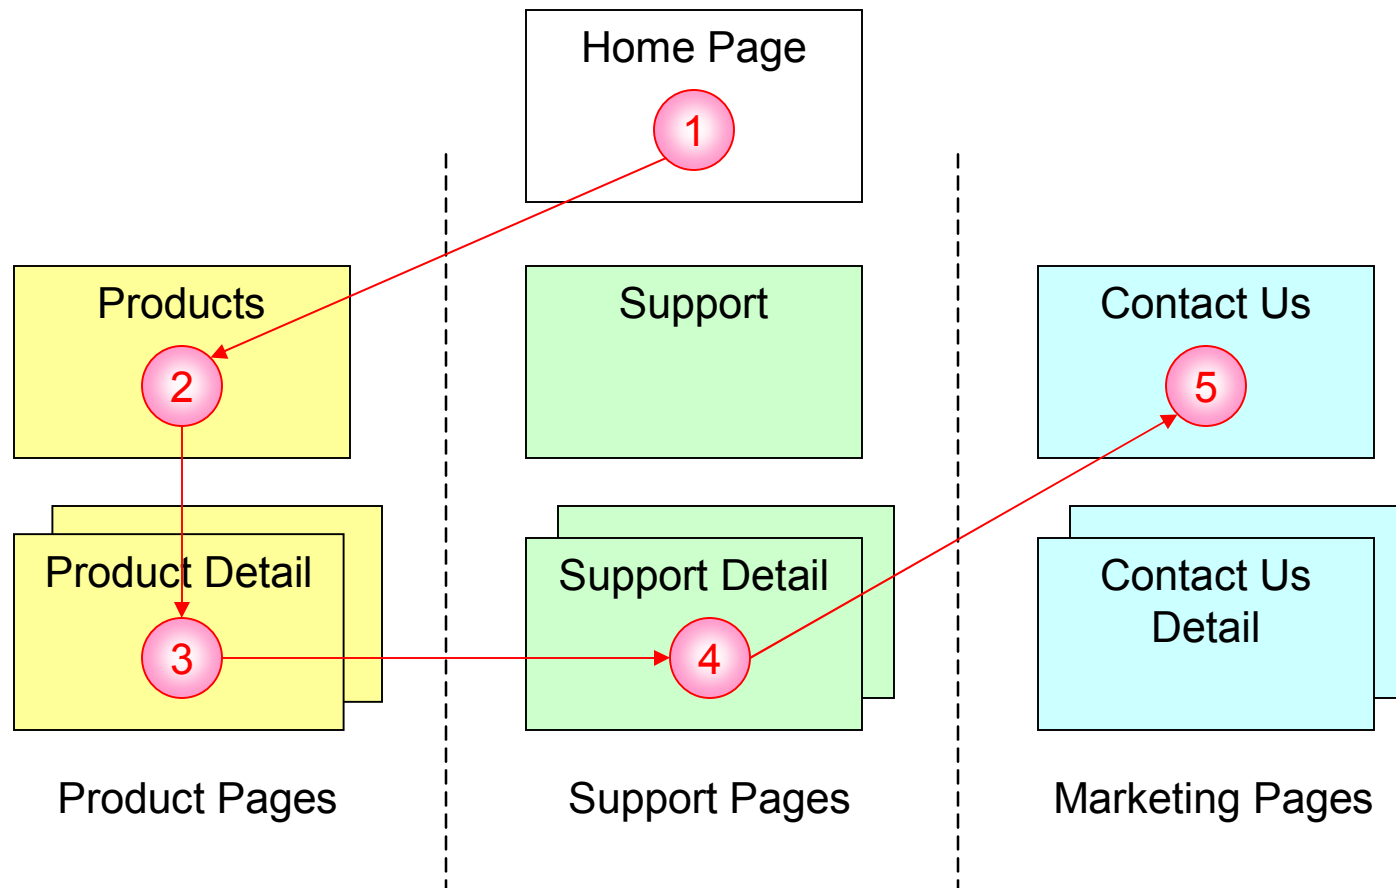 Home Page
1
Products
2
Support
Contact Us
5
Product Detail
3
Support Detail
4
Contact Us
Detail
Product Pages
Support Pages
Marketing Pages